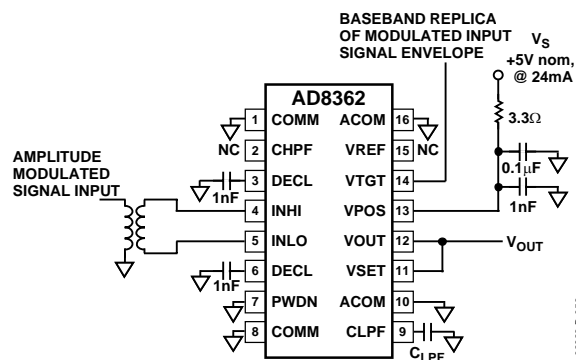 BASEBAND REPLICA
OF MODULATED INPUT
SIGNAL ENVELOPE
VS
+5V nom,
@ 24mA
3.3Ω
0.1μF
1nF
AMPLITUDE
MODULATED
SIGNAL INPUT
AD8362
1 COMM ACOM 16
NC 2 CHPF VREF 15 NC
3 DECL VTGT 14
1nF
4 INHI VPOS 13
5 INLO VOUT 12 VOUT
6 DECL VSET 11
1nF
7 PWDN ACOM 10
8 COMM CLPF 9
CLPF